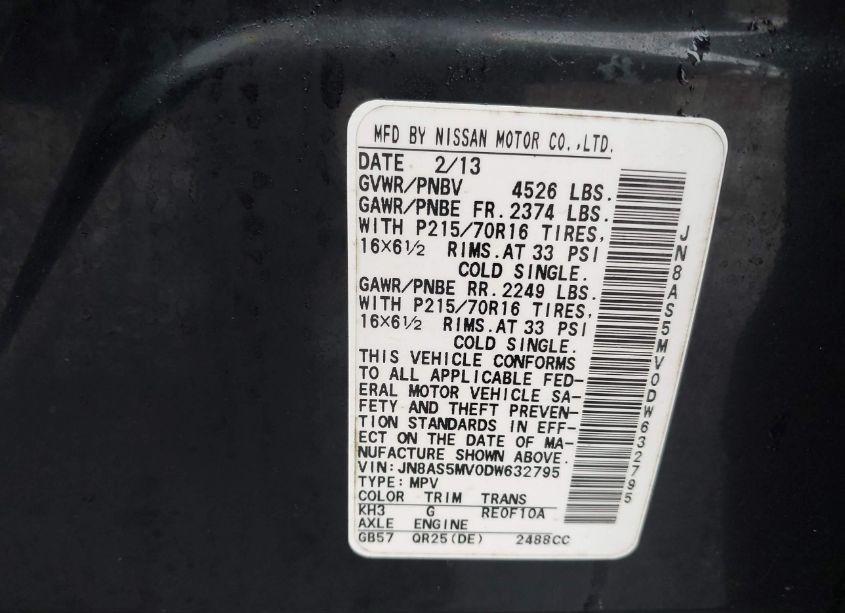 MFD BY NISSAN MOTOR CO.,LTD.
DATE 2/13
GVWR/PNBV 4526 LBS.
GAWR/PNBE FR. 2374 LBS.
WITH P215/70R16 TIRES,
16×6½ RIMS. AT 33 PSI
COLD SINGLE.
GAWR/PNBE RR. 2249 LBS.
WITH P215/70R16 TIRES,
16×6½ RIMS. AT 33 PSI
COLD SINGLE.
THIS VEHICLE CONFORMS
TO ALL APPLICABLE FED-
ERAL MOTOR VEHICLE SA-
FETY AND THEFT PREVEN-
TION STANDARDS IN EFF-
ECT ON THE DATE OF MA-
NUFACTURE SHOWN ABOVE.
VIN: JN8AS5MV0DW632795
TYPE: MPV
COLOR TRIM TRANS
KH3 G RE0F10A
AXLE ENGINE
GB57 QR25(DE) 2488CC
JN8AS5MV0DW632795